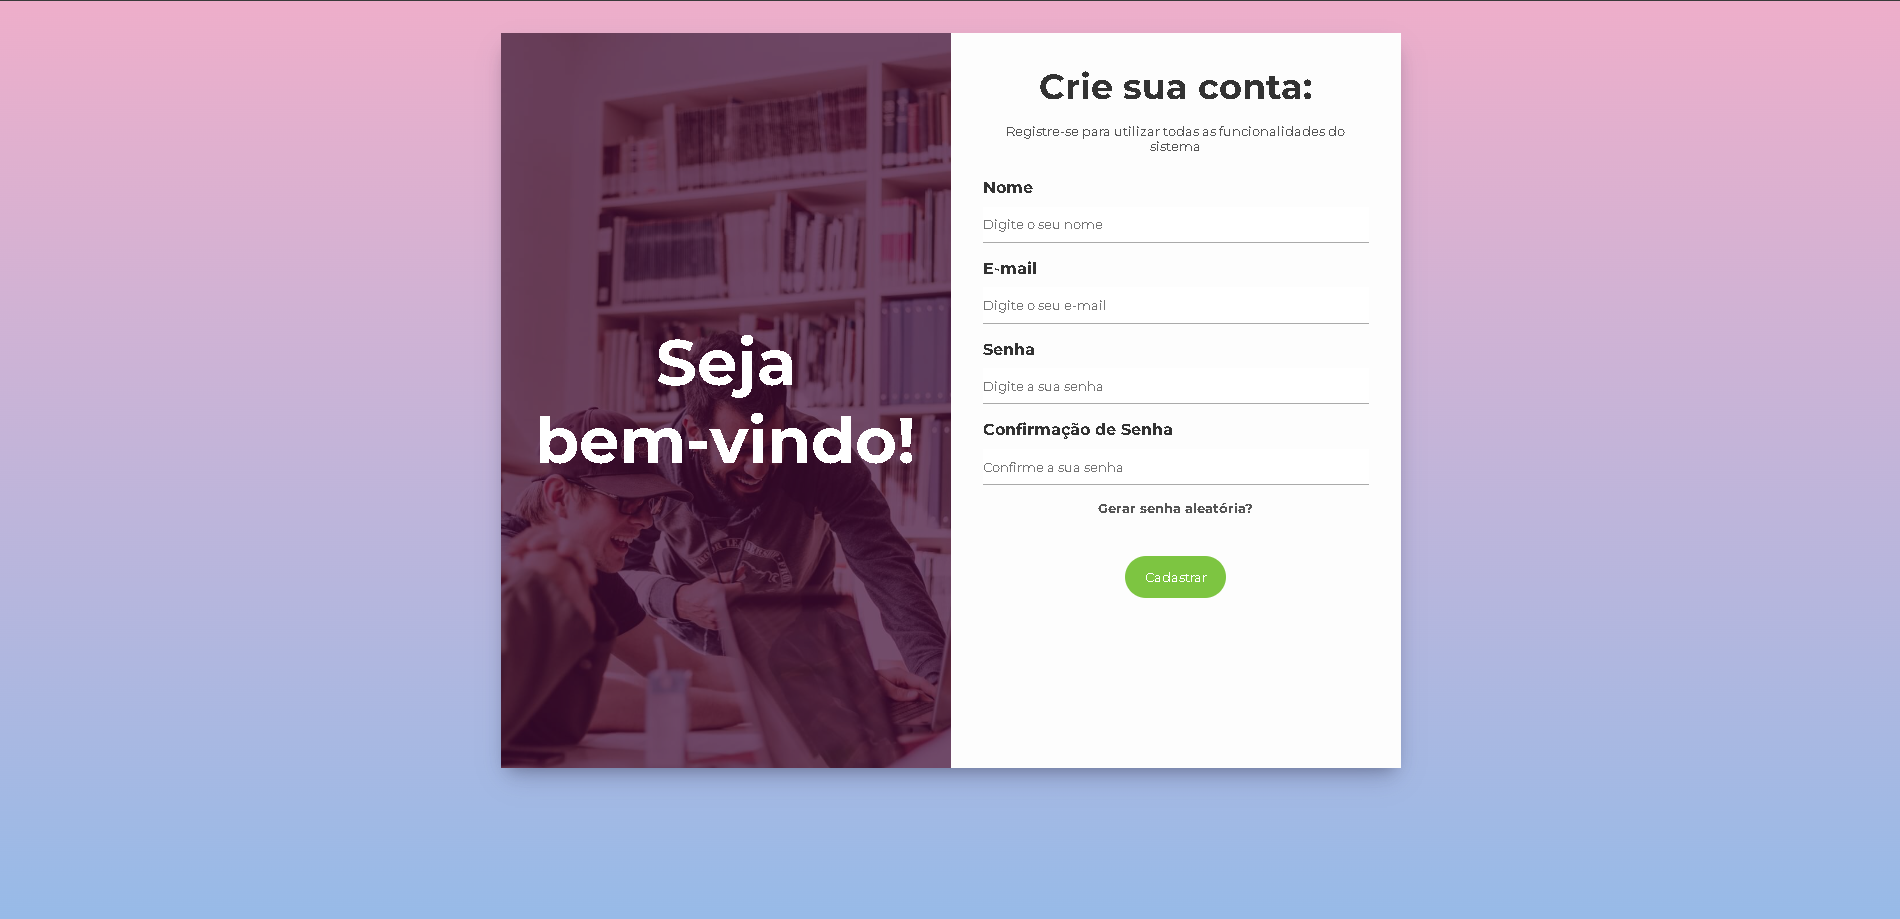 Seja
bem-vindo!
Crie sua conta:
Registre-se para utilizar todas as funcionalidades do
sistema
Nome
Digite o seu nome
E-mail
Digite o seu e-mail
Senha
Digite a sua senha
Confirmação de Senha
Confirme a sua senha
Gerar senha aleatória?
Cadastrar